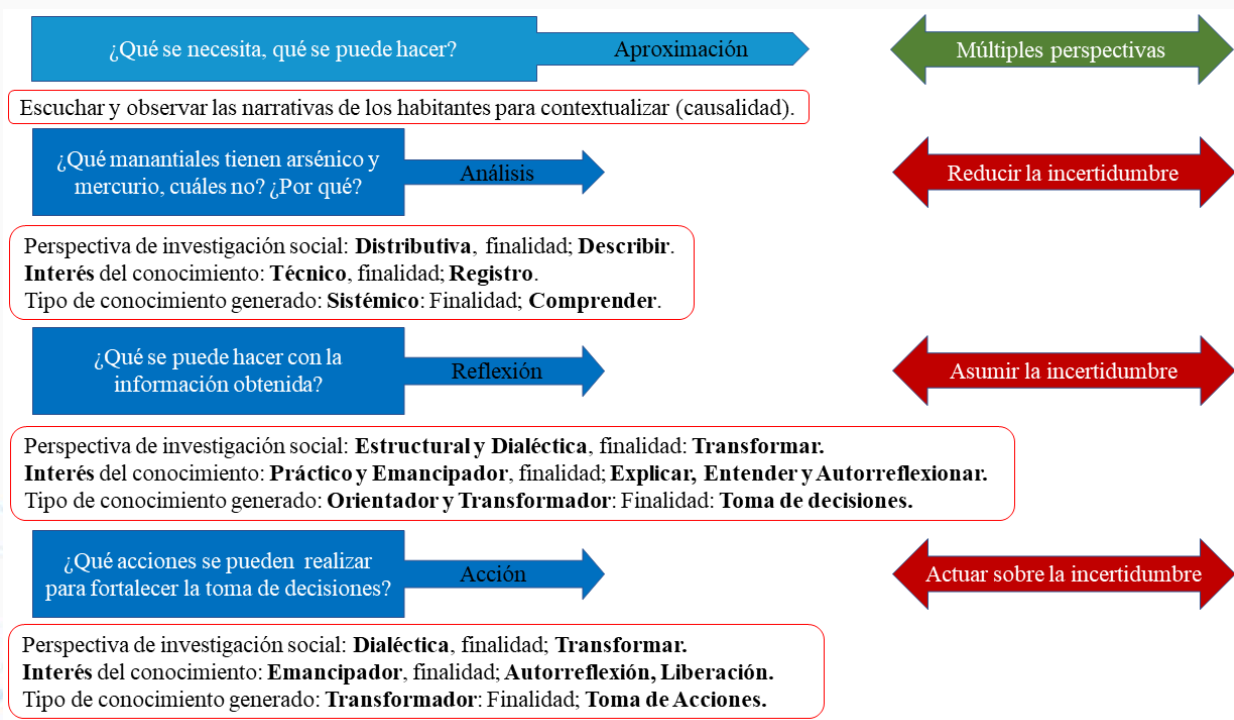 ¿Qué se necesita, qué se puede hacer?
Aproximación
Múltiples perspectivas
Escuchar y observar las narrativas de los habitantes para contextualizar (causalidad).
¿Qué manantiales tienen arsénico y
mercurio, cuáles no? ¿Por qué?
Análisis
Reducir la incertidumbre
Perspectiva de investigación social: Distributiva, finalidad; Describir.
Interés del conocimiento: Técnico, finalidad; Registro.
Tipo de conocimiento generado: Sistémico: Finalidad; Comprender.
¿Qué se puede hacer con la
información obtenida?
Reflexión
Asumir la incertidumbre
Perspectiva de investigación social: Estructural y Dialéctica, finalidad: Transformar.
Interés del conocimiento: Práctico y Emancipador, finalidad; Explicar, Entender y Autorreflexionar.
Tipo de conocimiento generado: Orientador y Transformador: Finalidad: Toma de decisiones.
¿Qué acciones se pueden realizar
para fortalecer la toma de decisiones?
Acción
Actuar sobre la incertidumbre
Perspectiva de investigación social: Dialéctica, finalidad; Transformar.
Interés del conocimiento: Emancipador, finalidad; Autorreflexión, Liberación.
Tipo de conocimiento generado: Transformador: Finalidad; Toma de Acciones.